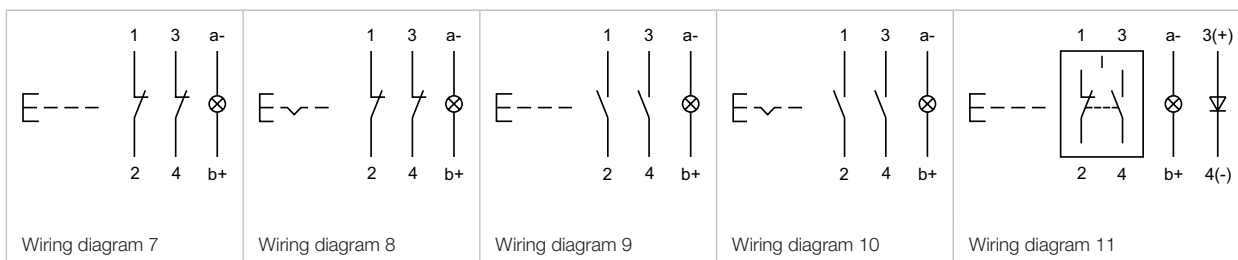 1 3 a-
2 4 b+
Wiring diagram 7
1 3 a-
2 4 b+
Wiring diagram 8
1 3 a-
2 4 b+
Wiring diagram 9
1 3 a-
2 4 b+
Wiring diagram 10
1 3 a- 3(+)
2 4 b+ 4(-)
Wiring diagram 11